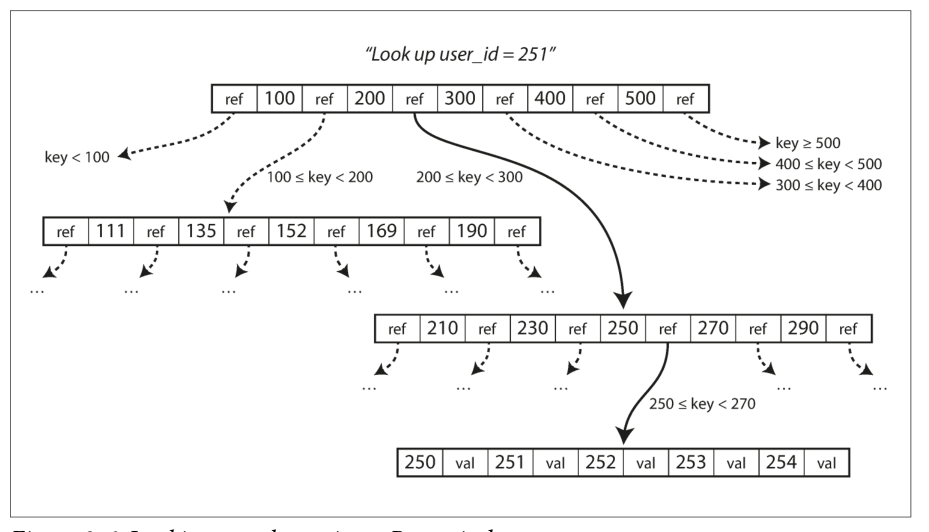 “Look up user_id = 251”
ref 100 ref 200 ref 300 ref 400 ref 500 ref
key < 100
key ≥ 500
400 ≤ key < 500
300 ≤ key < 400
100 ≤ key < 200
200 ≤ key < 300
ref 111 ref 135 ref 152 ref 169 ref 190 ref
... ... ... ... ... ...
ref 210 ref 230 ref 250 ref 270 ref 290 ref
... ... ... ... ...
250 ≤ key < 270
250 val 251 val 252 val 253 val 254 val